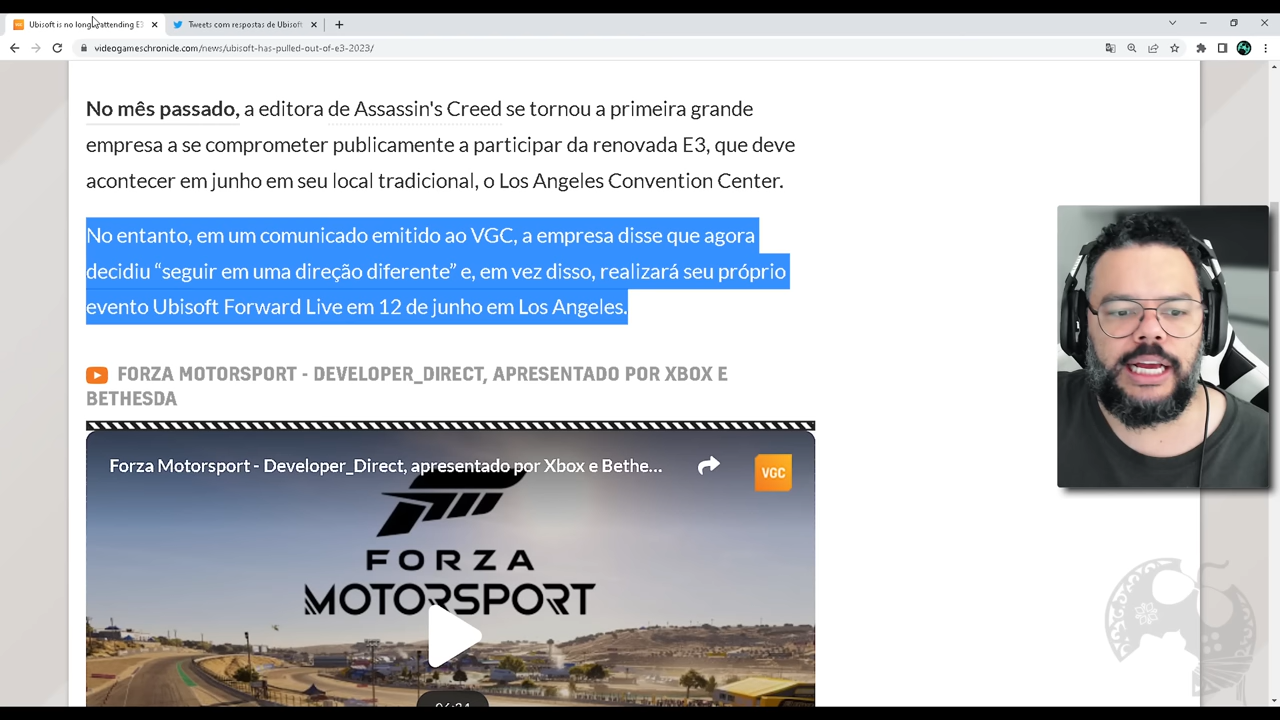 Ubisoft is no longer attending E3
Tweets com respostas de Ubisoft
videogameschronicle.com/news/ubisoft-has-pulled-out-of-e3-2023/
No mês passado, a editora de Assassin's Creed se tornou a primeira grande
empresa a se comprometer publicamente a participar da renovada E3, que deve
acontecer em junho em seu local tradicional, o Los Angeles Convention Center.
No entanto, em um comunicado emitido ao VGC, a empresa disse que agora
decidiu “seguir em uma direção diferente” e, em vez disso, realizará seu próprio
evento Ubisoft Forward Live em 12 de junho em Los Angeles.
FORZA MOTORSPORT - DEVELOPER_DIRECT, APRESENTADO POR XBOX E
BETHESDA
Forza Motorsport - Developer_Direct, apresentado por Xbox e Bethe...
VGC
FORZA
MOTORSPORT